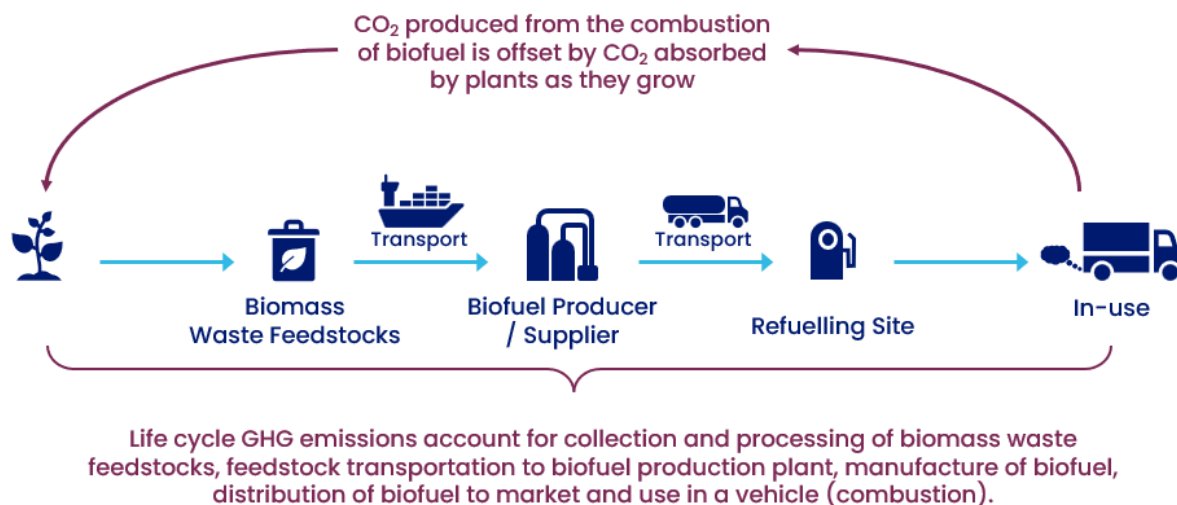 CO₂ produced from the combustion
of biofuel is offset by CO₂ absorbed
by plants as they grow
Transport
Transport
Biomass
Waste Feedstocks
Biofuel Producer
/ Supplier
Refuelling Site
In-use
Life cycle GHG emissions account for collection and processing of biomass waste
feedstocks, feedstock transportation to biofuel production plant, manufacture of biofuel,
distribution of biofuel to market and use in a vehicle (combustion).